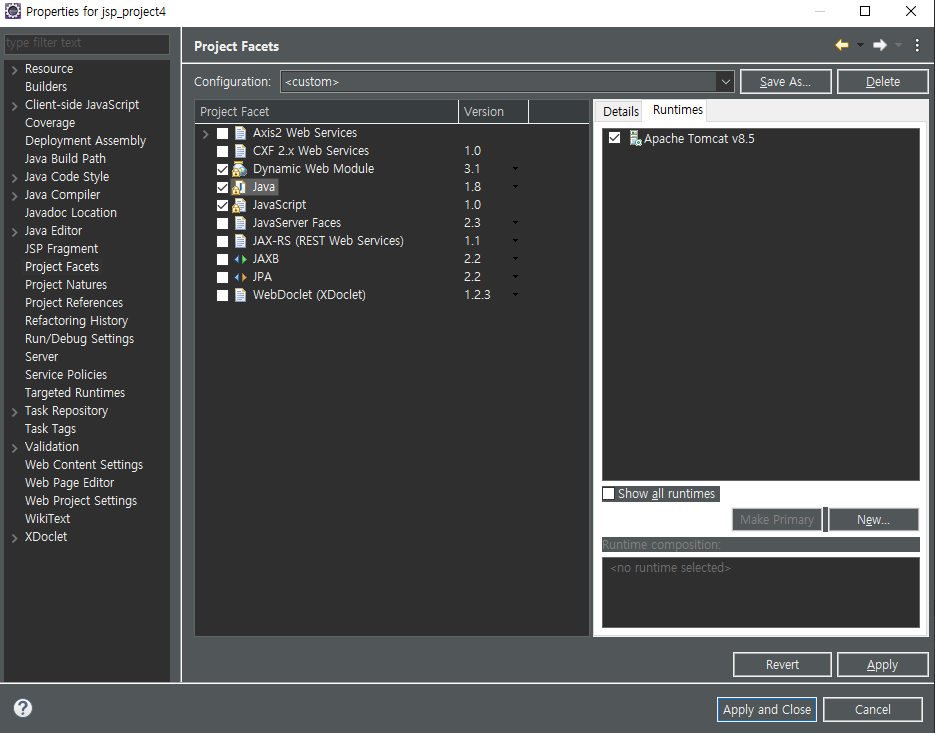 Properties for jsp_project4
type filter text
Resource
Builders
Client-side JavaScript
Coverage
Deployment Assembly
Java Build Path
Java Code Style
Java Compiler
Javadoc Location
Java Editor
JSP Fragment
Project Facets
Project Natures
Project References
Refactoring History
Run/Debug Settings
Server
Service Policies
Targeted Runtimes
Task Repository
Task Tags
Validation
Web Content Settings
Web Page Editor
Web Project Settings
WikiText
XDoclet
Project Facets
Configuration: <custom> Save As... Delete
Project Facet Version
Axis2 Web Services
CXF 2.x Web Services 1.0
Dynamic Web Module 3.1
Java 1.8
JavaScript 1.0
JavaServer Faces 2.3
JAX-RS (REST Web Services) 1.1
JAXB 2.2
JPA 2.2
WebDoclet (XDoclet) 1.2.3
Details Runtimes
Apache Tomcat v8.5
Show all runtimes
Make Primary New...
Runtime composition:
<no runtime selected>
Revert Apply
? Apply and Close Cancel